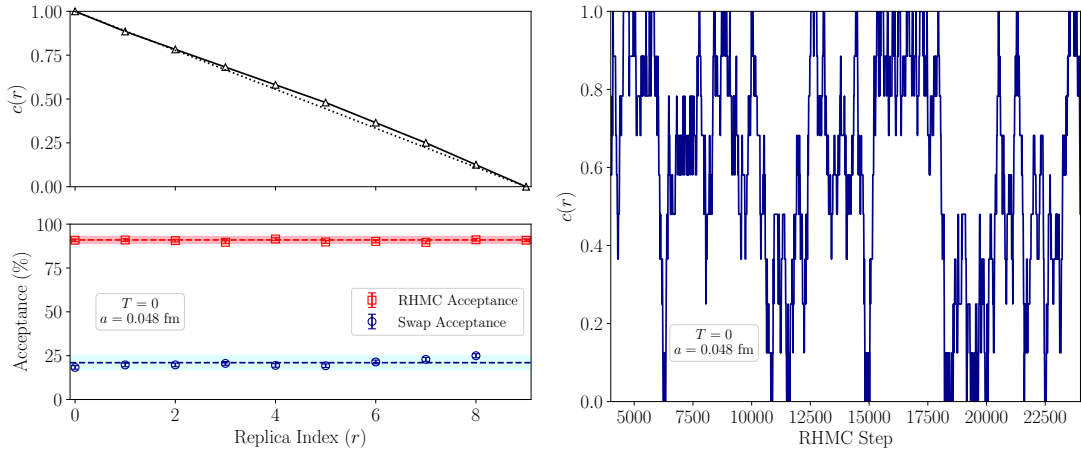 1.00
0.75
0.50
0.25
0.00
c(r)
100
75
50
25
0
Acceptance (%)
T = 0
a = 0.048 fm
RHMC Acceptance
Swap Acceptance
0
2
4
6
8
Replica Index (r)
1.0
0.8
0.6
0.4
0.2
0.0
c(r)
T = 0
a = 0.048 fm
5000
7500
10000
12500
15000
17500
20000
22500
RHMC Step